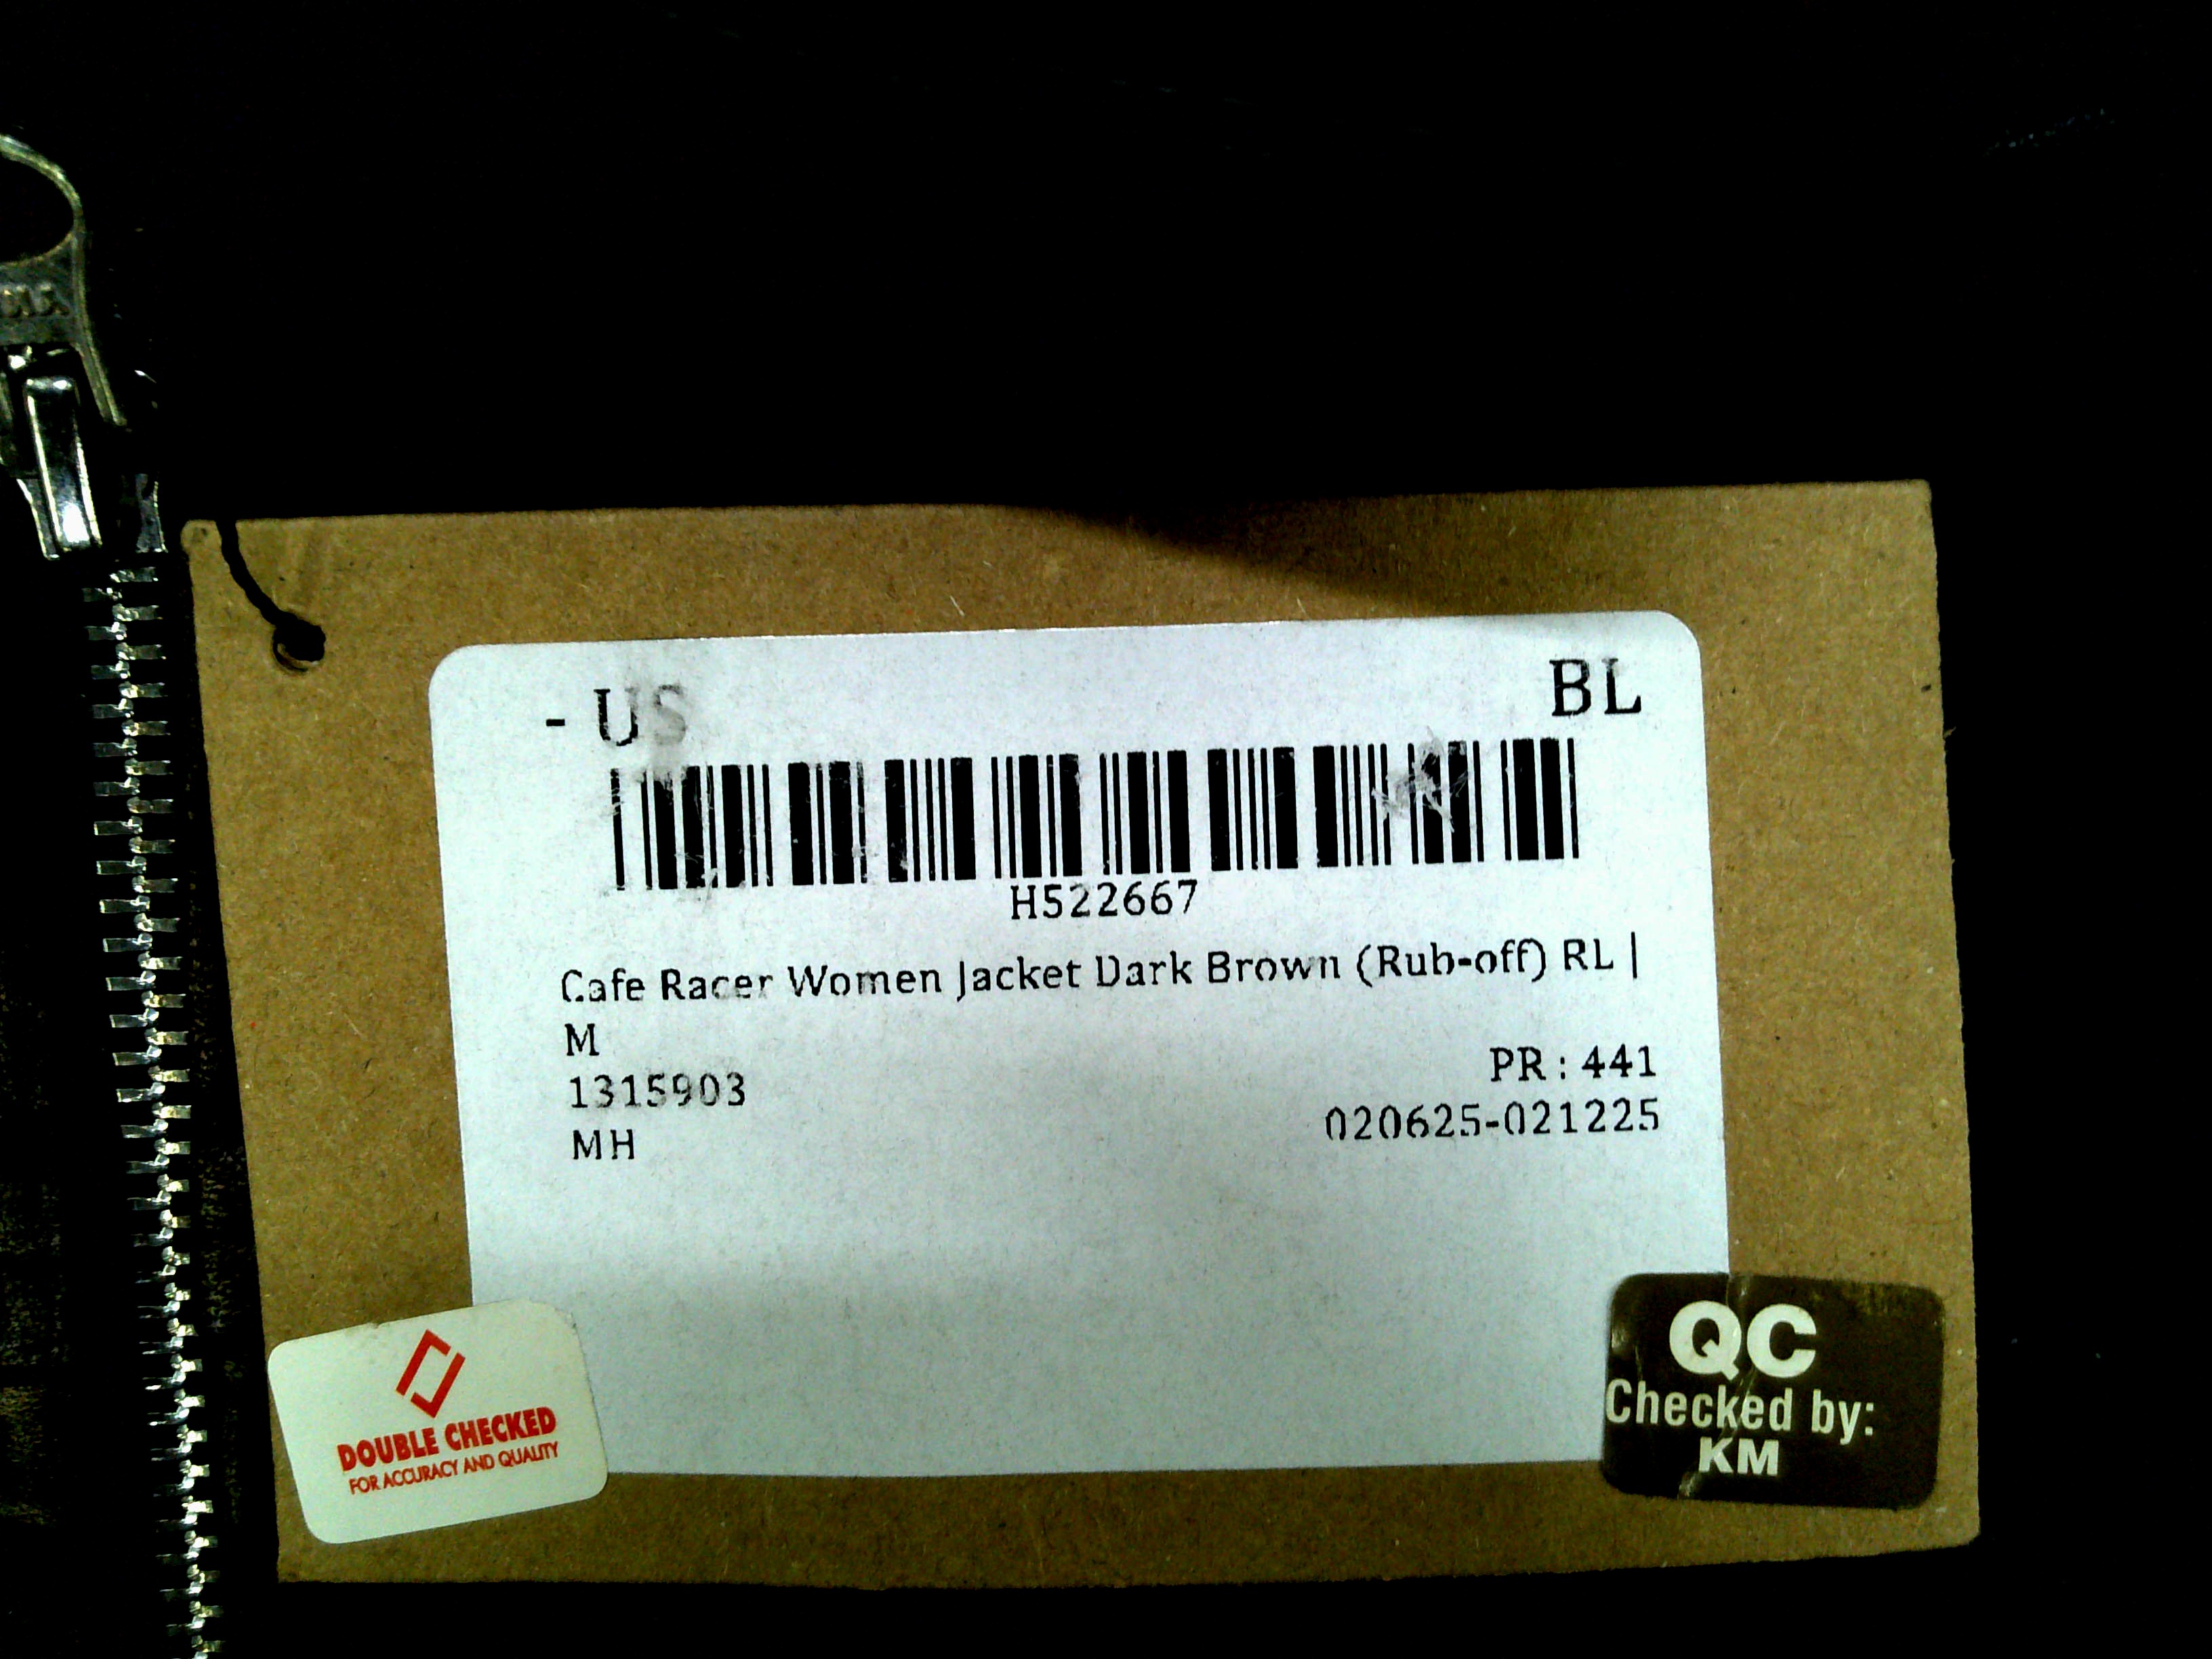 - US BL
H522667
Cafe Racer Women Jacket Dark Brown (Rub-off) RL |
M
PR : 441
1315903
020625-021225
MH
DOUBLE CHECKED
FOR ACCURACY AND QUALITY
QC
Checked by:
KM